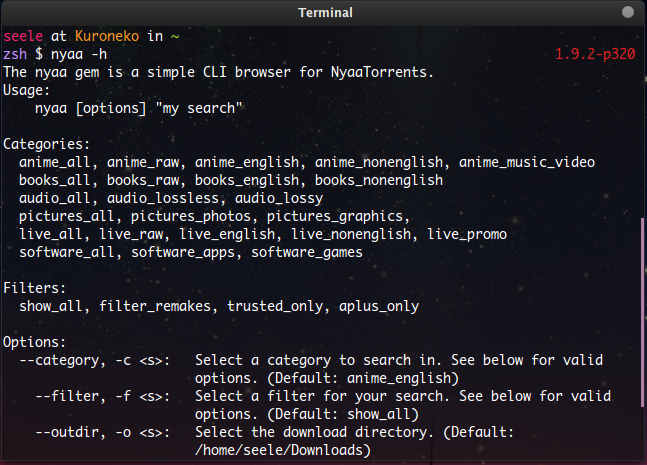 Terminal
seele at Kuroneko in ~
zsh $ nyaa -h 1.9.2-p320
The nyaa gem is a simple CLI browser for NyaaTorrents.
Usage:
nyaa [options] "my search"
Categories:
anime_all, anime_raw, anime_english, anime_nonenglish, anime_music_video
books_all, books_raw, books_english, books_nonenglish
audio_all, audio_lossless, audio_lossy
pictures_all, pictures_photos, pictures_graphics,
live_all, live_raw, live_english, live_nonenglish, live_promo
software_all, software_apps, software_games
Filters:
show_all, filter_remakes, trusted_only, aplus_only
Options:
--category, -c <s>: Select a category to search in. See below for valid
options. (Default: anime_english)
--filter, -f <s>: Select a filter for your search. See below for valid
options. (Default: show_all)
--outdir, -o <s>: Select the download directory. (Default:
/home/seele/Downloads)